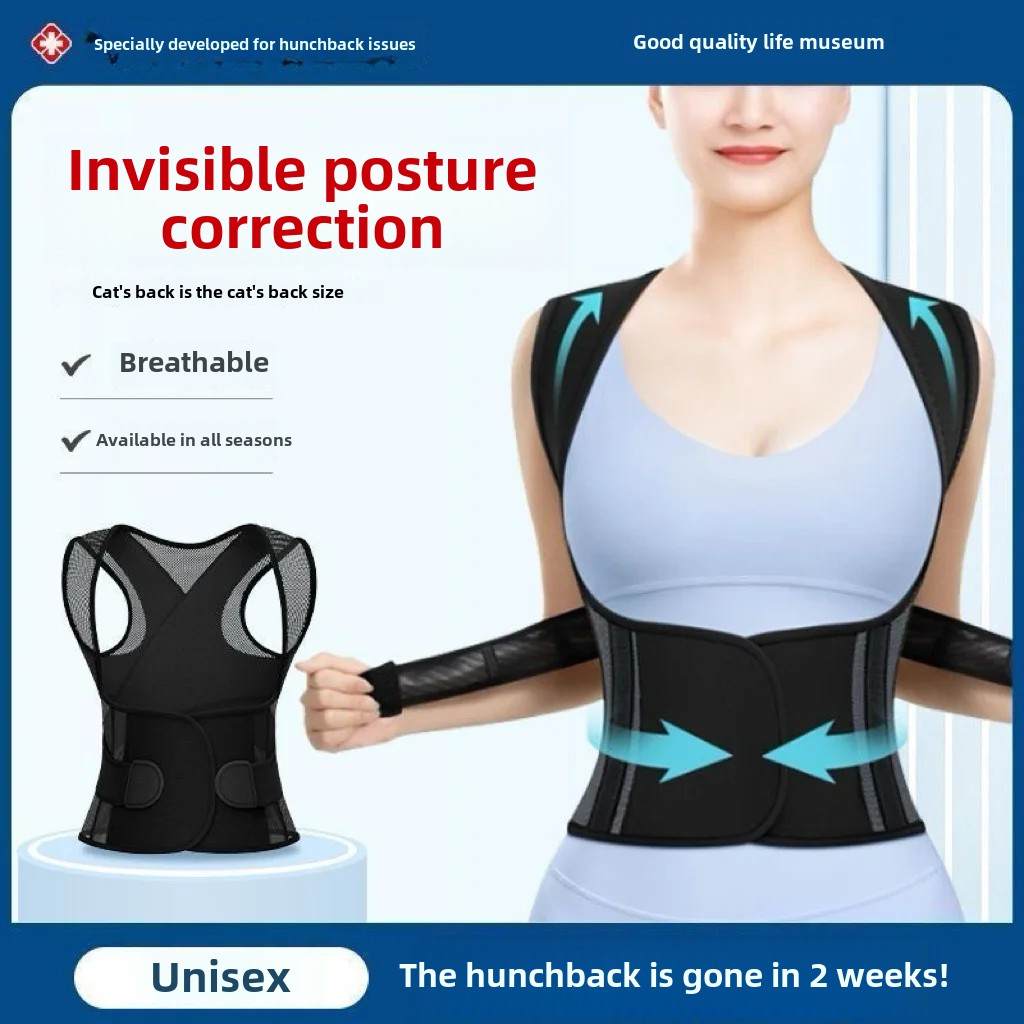 Specially developed for hunchback issues
Good quality life museum
Invisible posture
correction
Cat's back is the cat's back size
Breathable
Available in all seasons
Unisex
The hunchback is gone in 2 weeks!